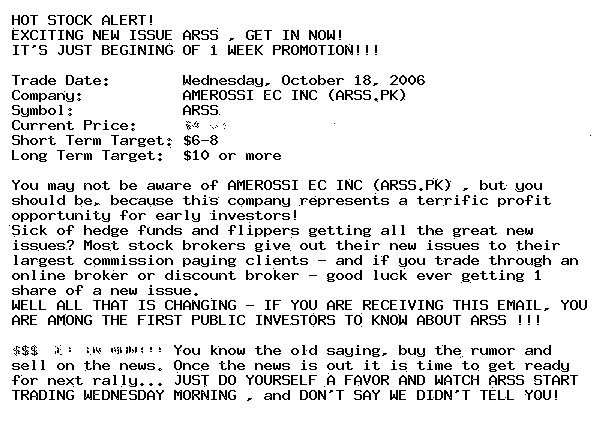 HOT STOCK ALERT!
EXCITING NEW ISSUE ARSS , GET IN NOW!
IT'S JUST BEGINING OF 1 WEEK PROMOTION!!!
Trade Date: Wednesday, October 18, 2006
Company: AMEROSSI EC INC (ARSS.PK)
Symbol: ARSS
Current Price:
Short Term Target: $6-8
Long Term Target: $10 or more
You may not be aware of AMEROSSI EC INC (ARSS.PK) , but you
should be, because this company represents a terrific profit
opportunity for early investors!
Sick of hedge funds and flippers getting all the great new
issues? Most stock brokers give out their new issues to their
largest commission paying clients - and if you trade through an
online broker or discount broker - good luck ever getting 1
share of a new issue.
WELL ALL THAT IS CHANGING - IF YOU ARE RECEIVING THIS EMAIL, YOU
ARE AMONG THE FIRST PUBLIC INVESTORS TO KNOW ABOUT ARSS !!!
$$$ You know the old saying, buy the rumor and
sell on the news. Once the news is out it is time to get ready
for next rally... JUST DO YOURSELF A FAVOR AND WATCH ARSS START
TRADING WEDNESDAY MORNING , and DON'T SAY WE DIDN'T TELL YOU!